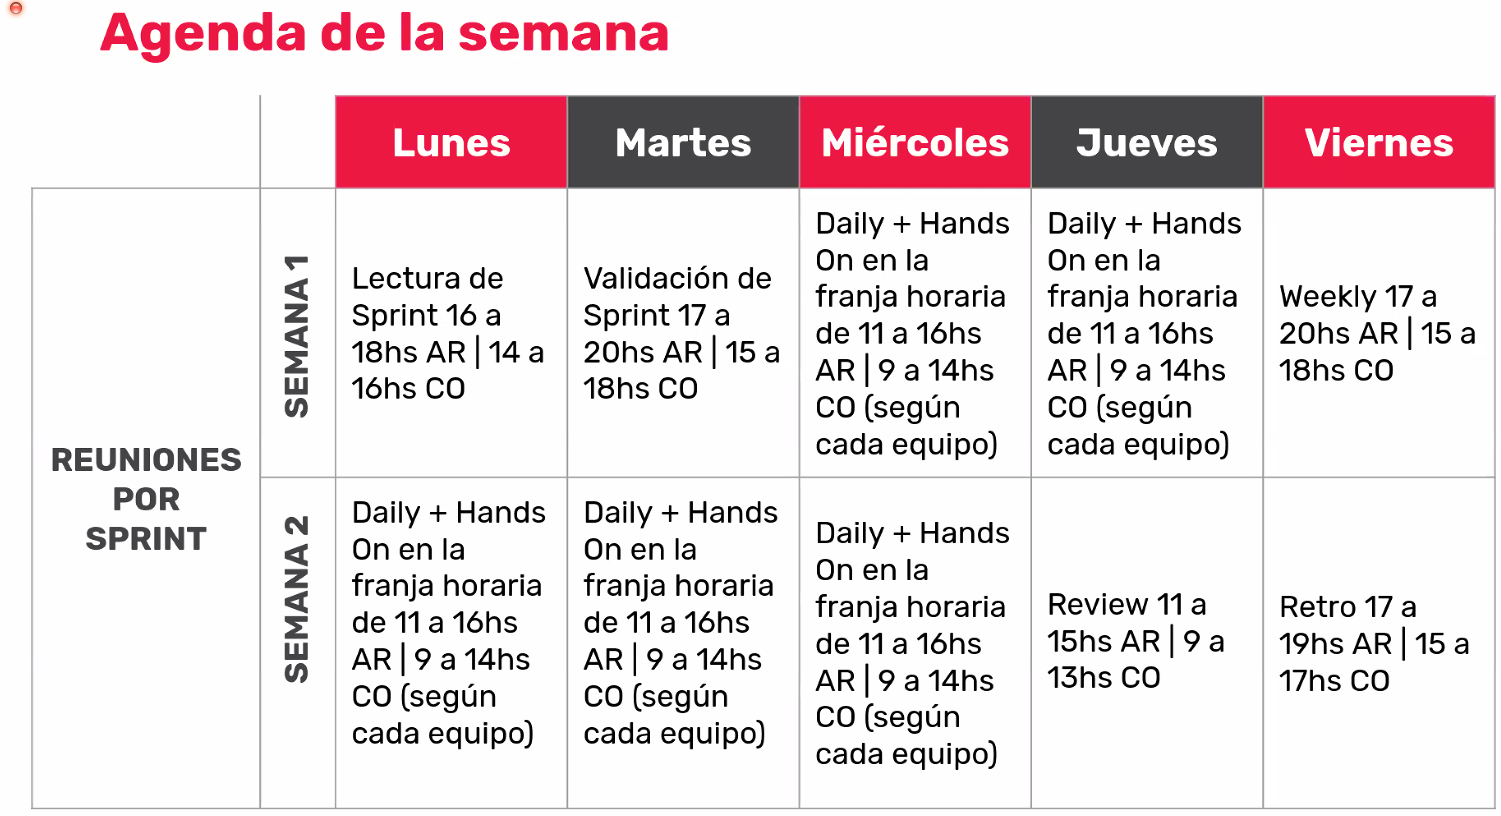 Agenda de la semana
Lunes
Martes
Miércoles
Jueves
Viernes
REUNIONES
POR
SPRINT
SEMANA 1
Lectura de
Sprint 16 a
18hs AR | 14 a
16hs CO
Validación de
Sprint 17 a
20hs AR | 15 a
18hs CO
Daily + Hands
On en la
franja horaria
de 11 a 16hs
AR | 9 a 14hs
CO (según
cada equipo)
Daily + Hands
On en la
franja horaria
de 11 a 16hs
AR | 9 a 14hs
CO (según
cada equipo)
Weekly 17 a
20hs AR | 15 a
18hs CO
SEMANA 2
Daily + Hands
On en la
franja horaria
de 11 a 16hs
AR | 9 a 14hs
CO (según
cada equipo)
Daily + Hands
On en la
franja horaria
de 11 a 16hs
AR | 9 a 14hs
CO (según
cada equipo)
Daily + Hands
On en la
franja horaria
de 11 a 16hs
AR | 9 a 14hs
CO (según
cada equipo)
Review 11 a
15hs AR | 9 a
13hs CO
Retro 17 a
19hs AR | 15 a
17hs CO